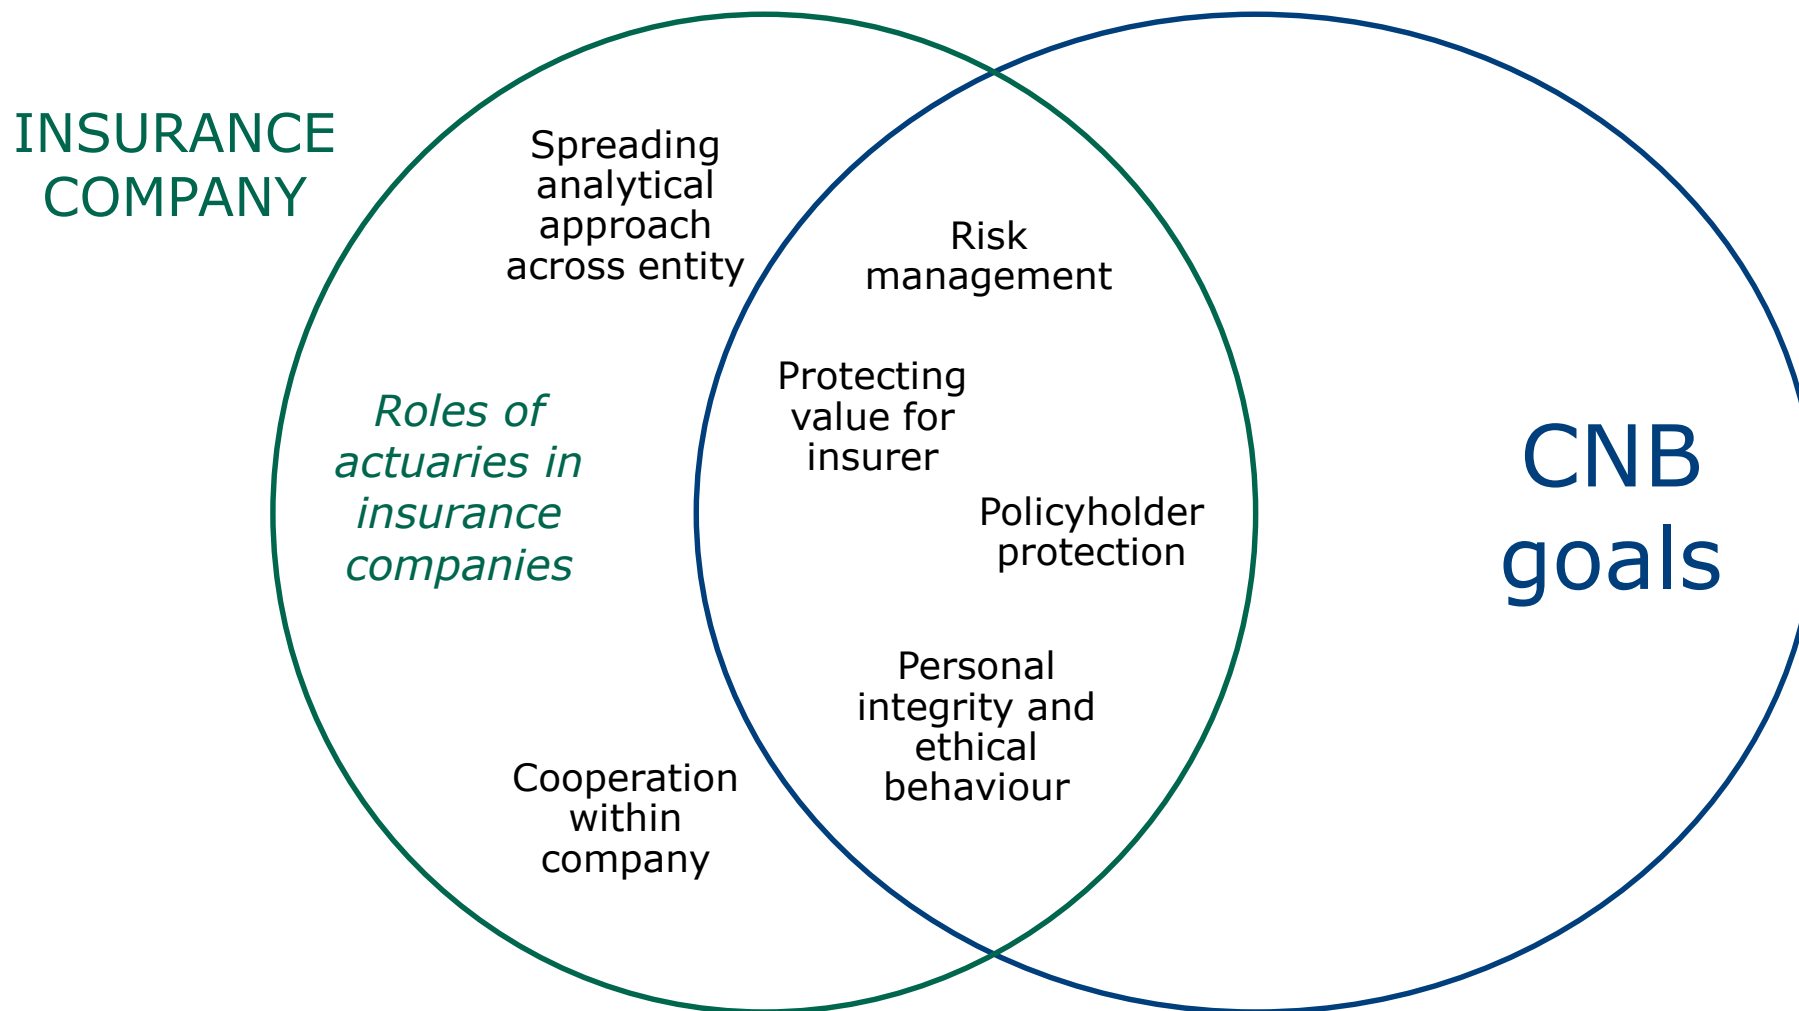 INSURANCE
COMPANY
Spreading
analytical
approach
across entity
Roles of
actuaries in
insurance
companies
Cooperation
within
company
Risk
management
Protecting
value for
insurer
Policyholder
protection
Personal
integrity and
ethical
behaviour
CNB
goals